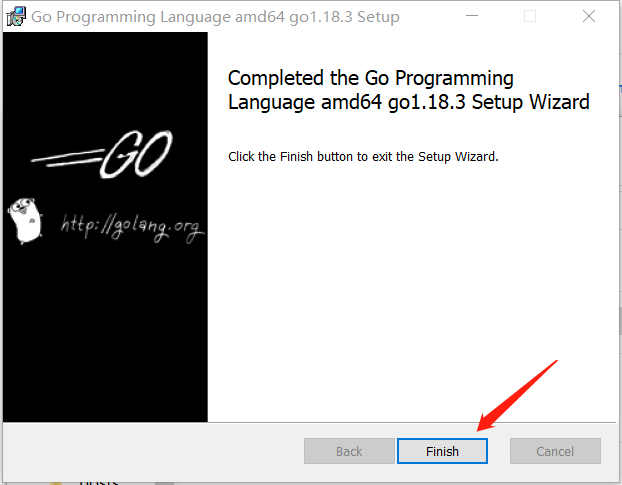 Go Programming Language amd64 go1.18.3 Setup
Completed the Go Programming
Language amd64 go1.18.3 Setup Wizard
Click the Finish button to exit the Setup Wizard.
GO
http://golang.org
Back
Finish
Cancel